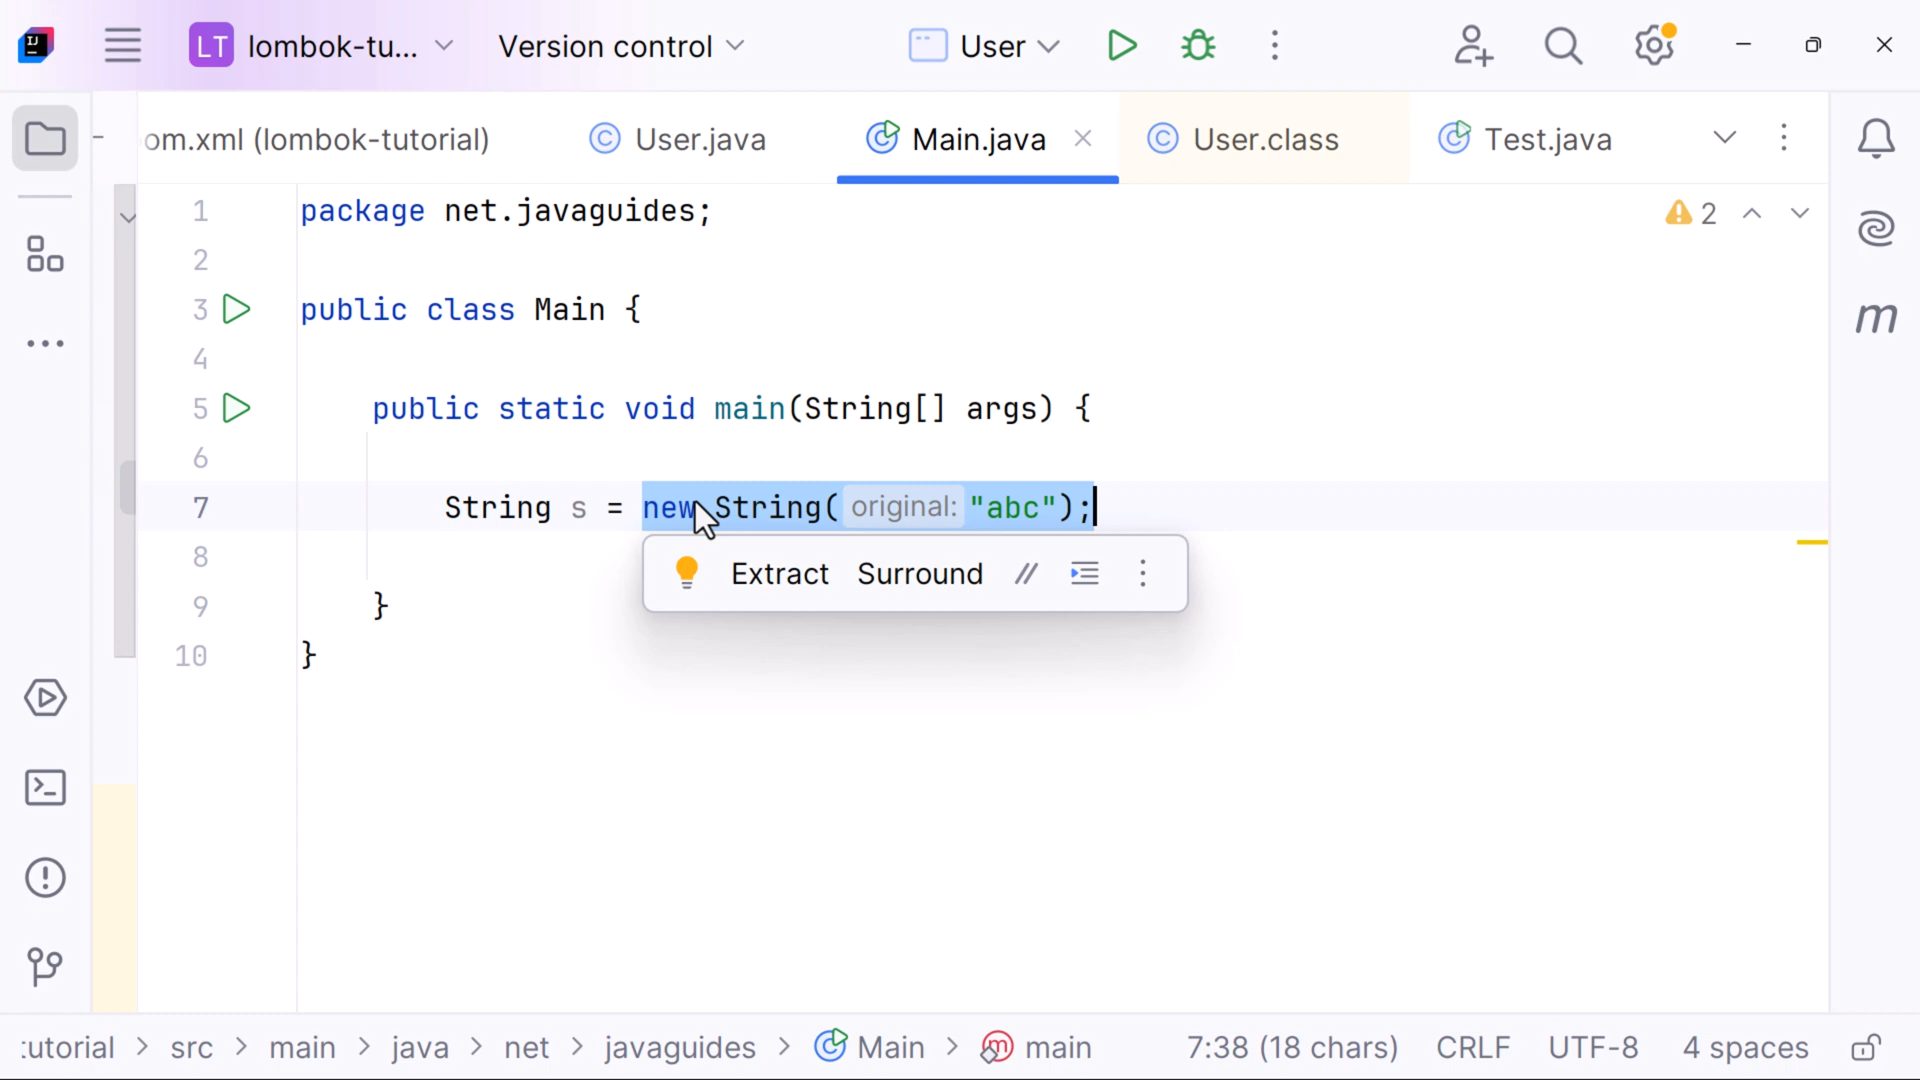 LT lombok-tu... Version control User
om.xml (lombok-tutorial) User.java Main.java User.class Test.java
1 package net.javaguides; 2
2
3 public class Main {
4
5 public static void main(String[] args) {
6
7 String s = new String( original: "abc");
8
Extract Surround //
9 }
10 }
utorial > src > main > java > net > javaguides > Main > main 7:38 (18 chars) CRLF UTF-8 4 spaces